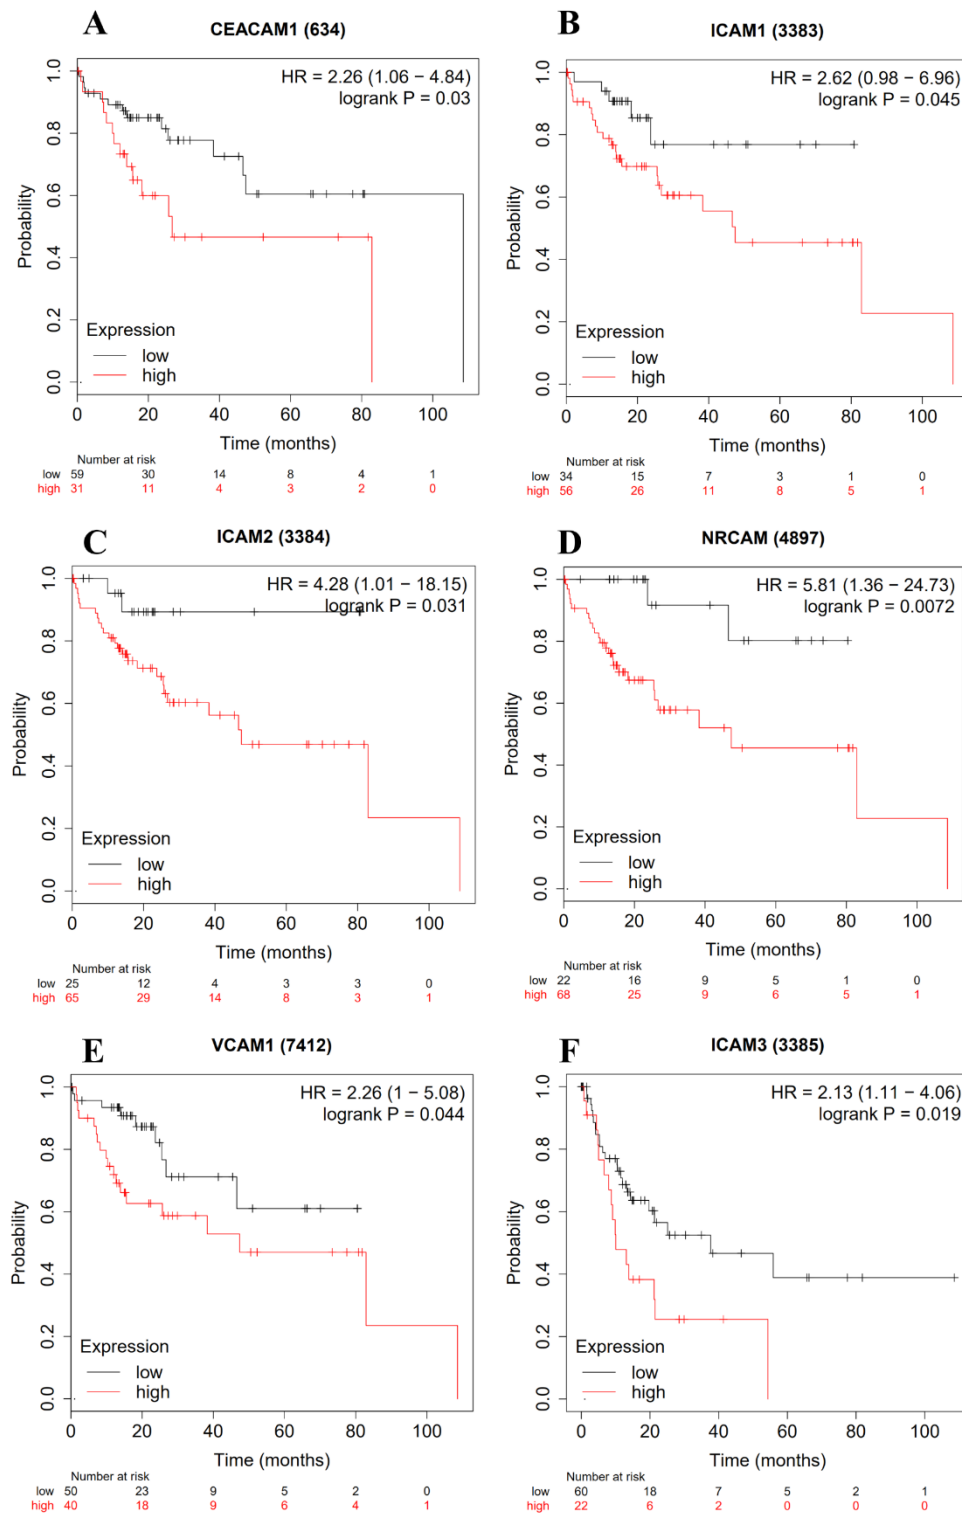 A
CEACAM1 (634)
HR = 2.26 (1.06 − 4.84)
logrank P = 0.03
Probability
1.0
0.8
0.6
0.4
0.2
0.0
Expression
low
high
0 20 40 60 80 100
Time (months)
Number at risk
low 59 30 14 8 4 1
high 31 11 4 3 2 0
B
ICAM1 (3383)
HR = 2.62 (0.98 − 6.96)
logrank P = 0.045
Probability
1.0
0.8
0.6
0.4
0.2
0.0
Expression
low
high
0 20 40 60 80 100
Time (months)
Number at risk
low 34 15 7 3 1 0
high 56 26 11 8 5 1
C
ICAM2 (3384)
HR = 4.28 (1.01 − 18.15)
logrank P = 0.031
Probability
1.0
0.8
0.6
0.4
0.2
0.0
Expression
low
high
0 20 40 60 80 100
Time (months)
Number at risk
low 25 12 4 3 3 0
high 65 29 14 8 3 1
D
NRCAM (4897)
HR = 5.81 (1.36 − 24.73)
logrank P = 0.0072
Probability
1.0
0.8
0.6
0.4
0.2
0.0
Expression
low
high
0 20 40 60 80 100
Time (months)
Number at risk
low 22 16 9 5 1 0
high 68 25 9 6 5 1
E
VCAM1 (7412)
HR = 2.26 (1 − 5.08)
logrank P = 0.044
Probability
1.0
0.8
0.6
0.4
0.2
0.0
Expression
low
high
0 20 40 60 80 100
Time (months)
Number at risk
low 50 23 9 5 2 0
high 40 18 9 6 4 1
F
ICAM3 (3385)
HR = 2.13 (1.11 − 4.06)
logrank P = 0.019
Probability
1.0
0.8
0.6
0.4
0.2
0.0
Expression
low
high
0 20 40 60 80 100
Time (months)
Number at risk
low 60 18 7 5 2 1
high 22 6 2 0 0 0